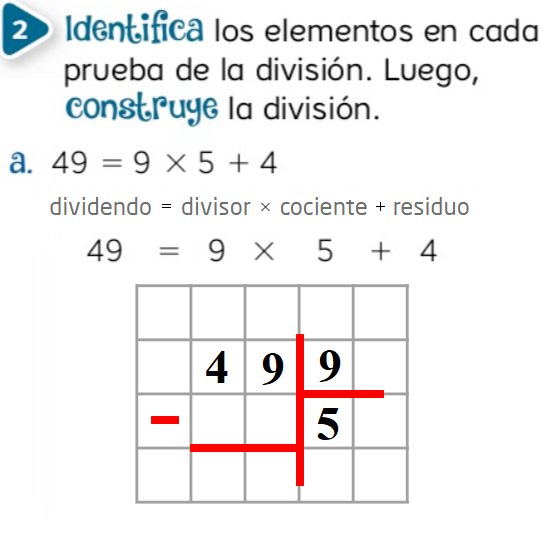 2 Identifica los elementos en cada
prueba de la división. Luego,
construye la división.
a. 49 = 9 × 5 + 4
dividendo = divisor × cociente + residuo
49 = 9 × 5 + 4
4 9 9
− 5